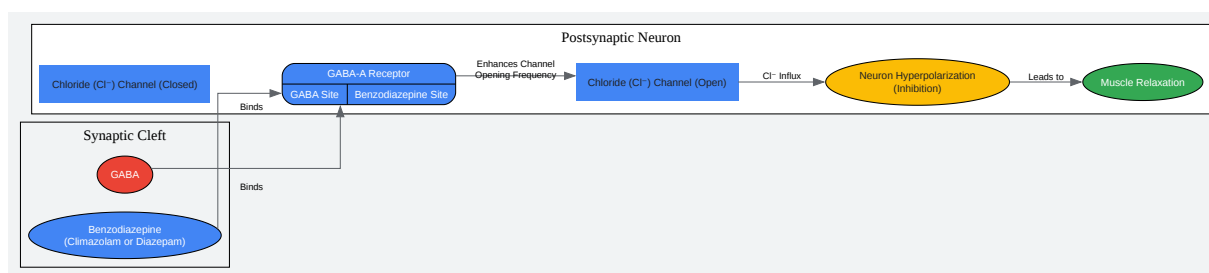 Postsynaptic Neuron
Chloride (Cl⁻) Channel (Closed)
GABA-A Receptor
GABA Site
Benzodiazepine Site
Enhances Channel
Opening Frequency
Chloride (Cl⁻) Channel (Open)
Cl⁻ Influx
Neuron Hyperpolarization
(Inhibition)
Leads to
Muscle Relaxation
Binds
Synaptic Cleft
GABA
Binds
Benzodiazepine
(Climazolam or Diazepam)